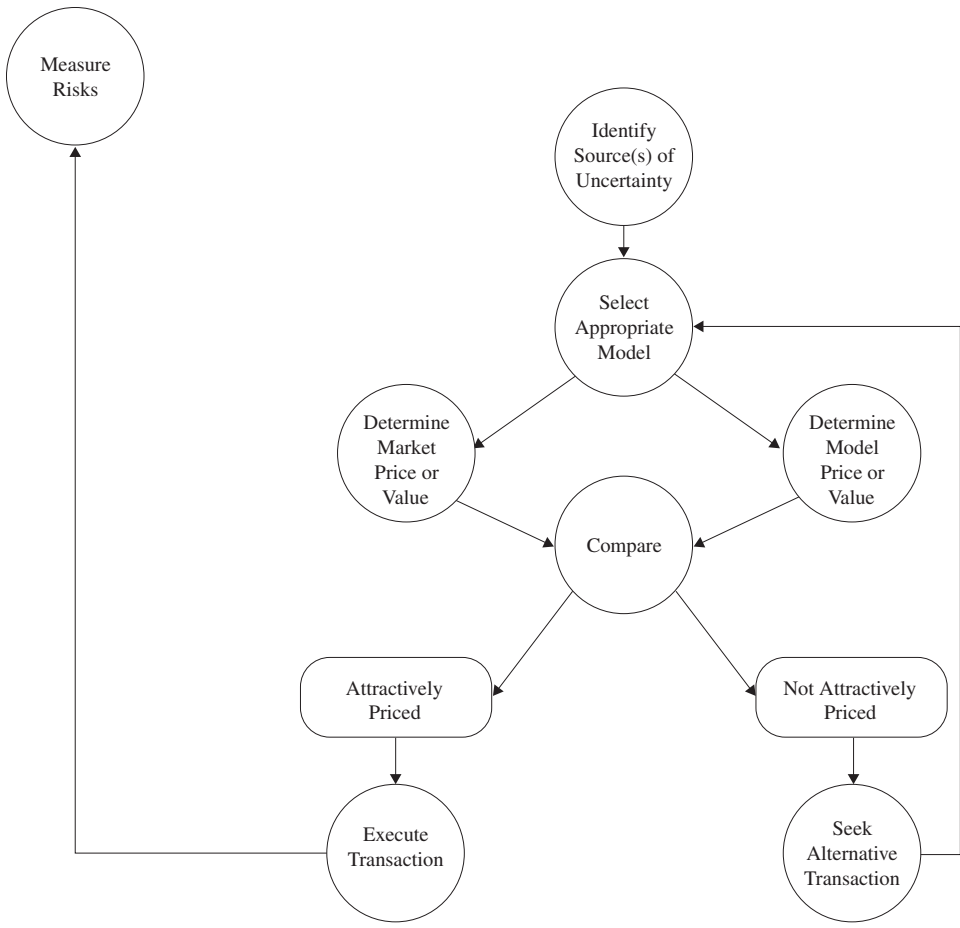 Measure
Risks
Identify
Source(s) of
Uncertainty
Select
Appropriate
Model
Determine
Market
Price or
Value
Determine
Model
Price or
Value
Compare
Attractively
Priced
Not Attractively
Priced
Execute
Transaction
Seek
Alternative
Transaction